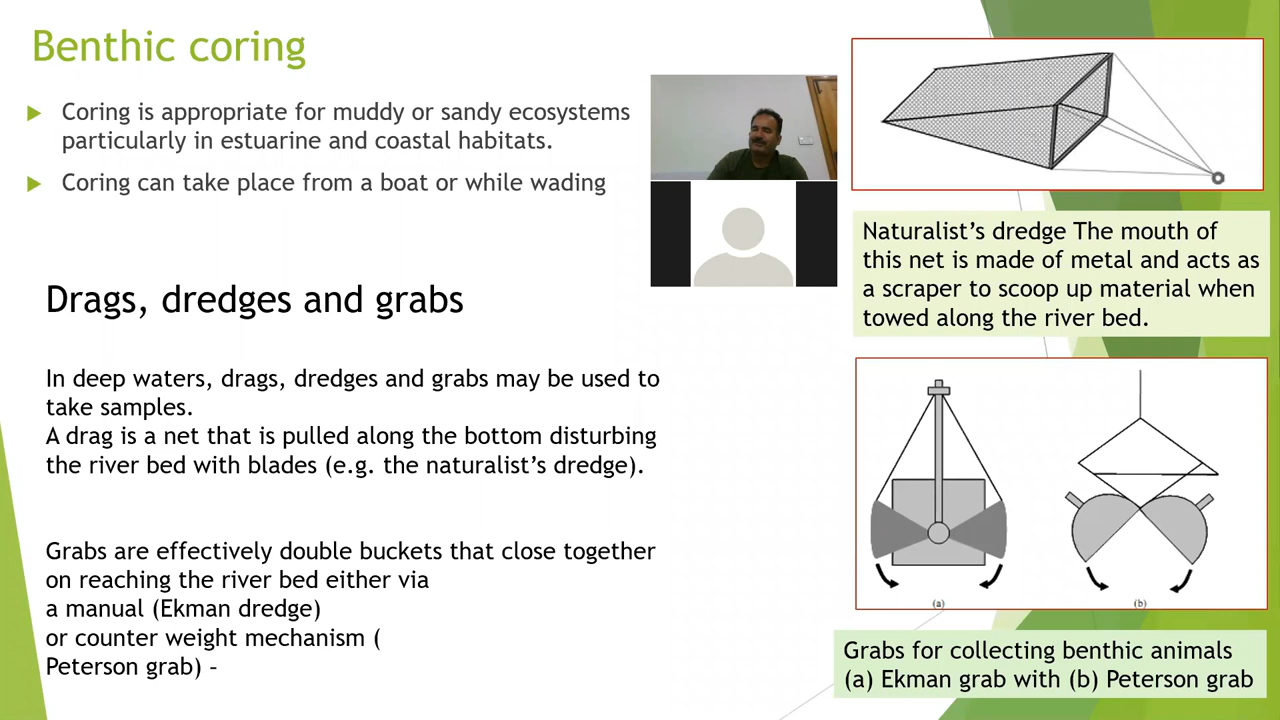 Benthic coring
Coring is appropriate for muddy or sandy ecosystems
particularly in estuarine and coastal habitats.
Coring can take place from a boat or while wading
Drags, dredges and grabs
In deep waters, drags, dredges and grabs may be used to
take samples.
A drag is a net that is pulled along the bottom disturbing
the river bed with blades (e.g. the naturalist’s dredge).
Grabs are effectively double buckets that close together
on reaching the river bed either via
a manual (Ekman dredge)
or counter weight mechanism (
Peterson grab) –
Naturalist’s dredge The mouth of
this net is made of metal and acts as
a scraper to scoop up material when
towed along the river bed.
(a)
(b)
Grabs for collecting benthic animals
(a) Ekman grab with (b) Peterson grab